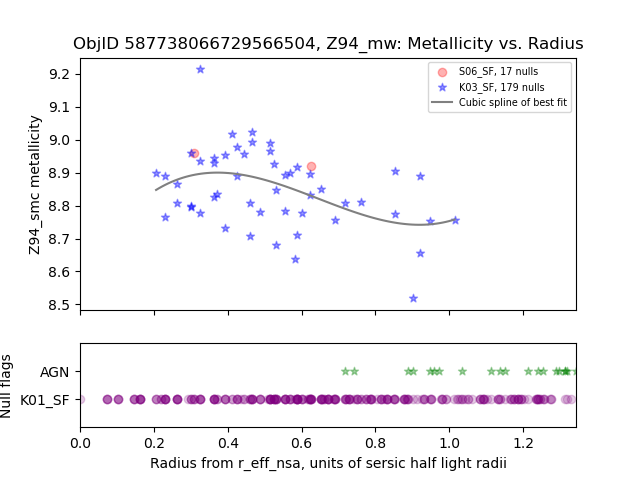 ObjID 587738066729566504, Z94_mw: Metallicity vs. Radius
S06_SF, 17 nulls
K03_SF, 179 nulls
Cubic spline of best fit
Z94_smc metallicity
9.2
9.1
9.0
8.9
8.8
8.7
8.6
8.5
Null flags
AGN
K01_SF
0.0 0.2 0.4 0.6 0.8 1.0 1.2
Radius from r_eff_nsa, units of sersic half light radii